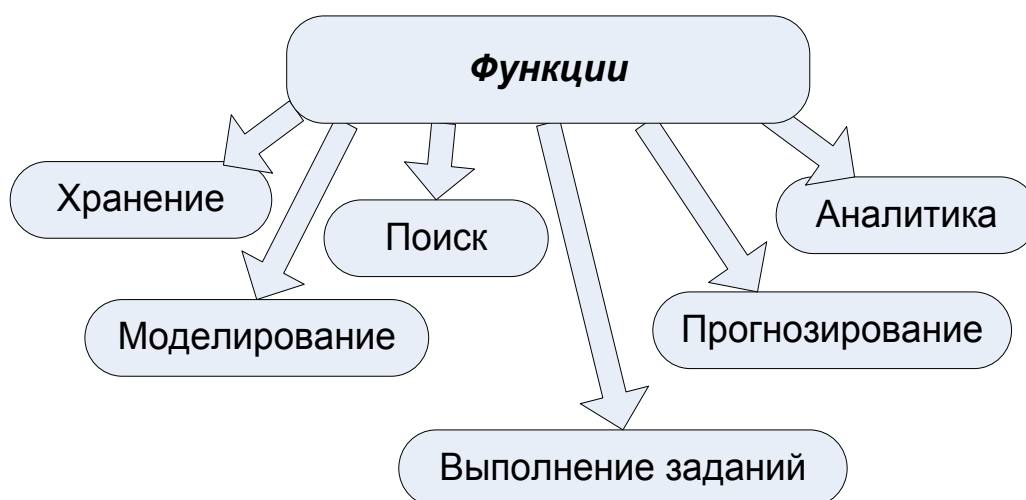 Функции
Хранение
Аналитика
Поиск
Моделирование
Прогнозирование
Выполнение заданий